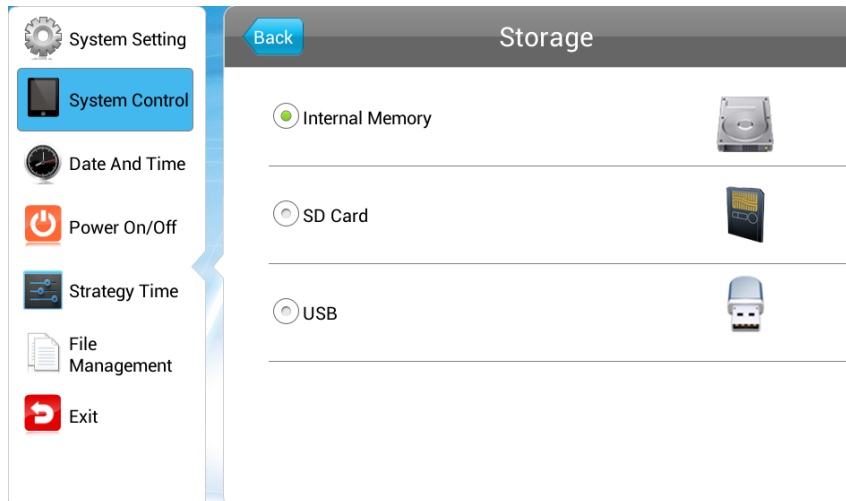 System Setting
System Control
Date And Time
Power On/Off
Strategy Time
File
Management
Exit
Back
Storage
Internal Memory
SD Card
USB